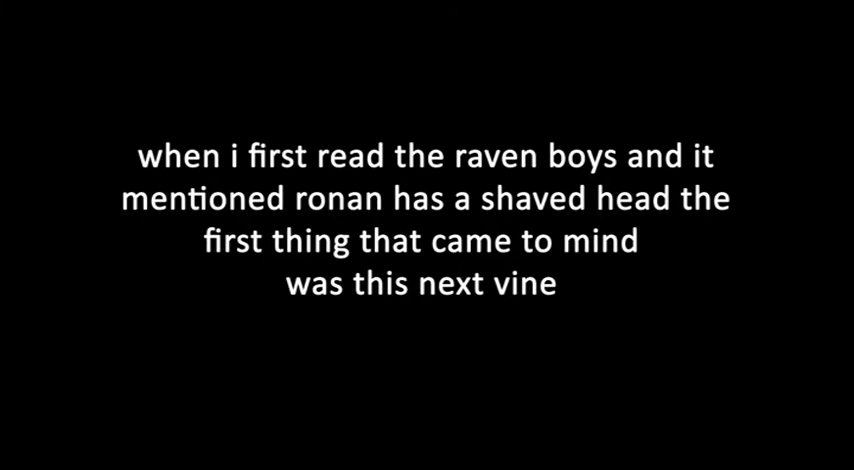 when i first read the raven boys and it
mentioned ronan has a shaved head the
first thing that came to mind
was this next vine